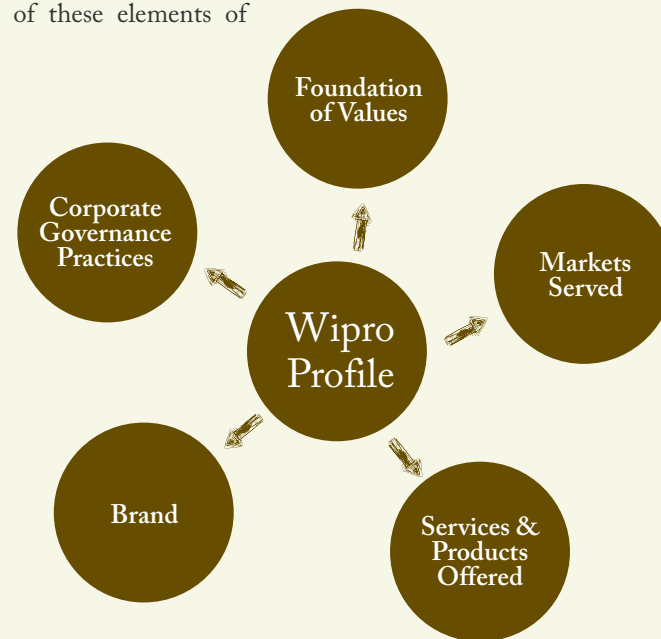 of these elements of
Foundation
of Values
Corporate
Governance
Practices
Markets
Served
Wipro
Profile
Brand
Services &
Products
Offered